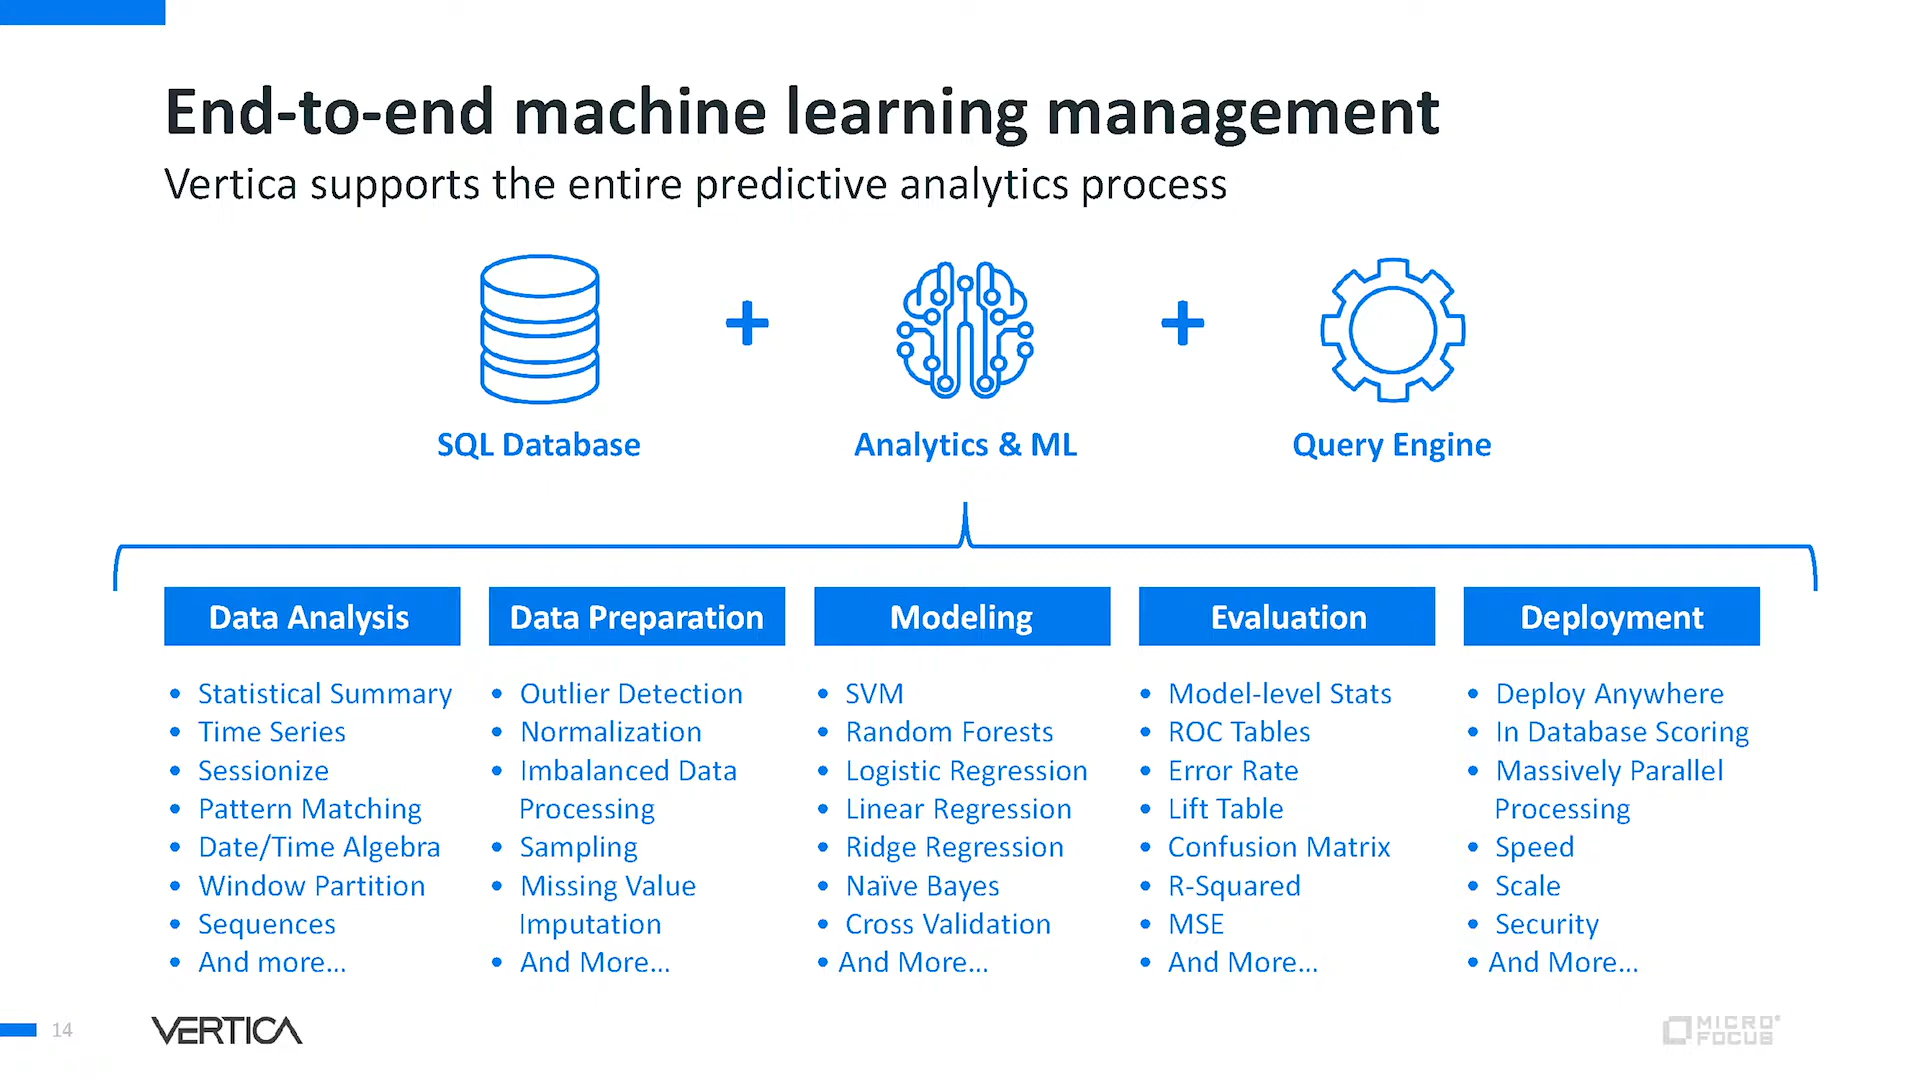 End-to-end machine learning management
Vertica supports the entire predictive analytics process
+
+
SQL Database
Analytics & ML
Query Engine
Data Analysis
• Statistical Summary
• Time Series
• Sessionize
• Pattern Matching
• Date/Time Algebra
• Window Partition
• Sequences
• And more...
Data Preparation
• Outlier Detection
• Normalization
• Imbalanced Data
Processing
• Sampling
• Missing Value
Imputation
• And More...
Modeling
• SVM
• Random Forests
• Logistic Regression
• Linear Regression
• Ridge Regression
• Naïve Bayes
• Cross Validation
• And More...
Evaluation
• Model-level Stats
• ROC Tables
• Error Rate
• Lift Table
• Confusion Matrix
• R-Squared
• MSE
• And More...
Deployment
• Deploy Anywhere
• In Database Scoring
• Massively Parallel
Processing
• Speed
• Scale
• Security
• And More...
14
VERTICA
MICRO
FOCUS